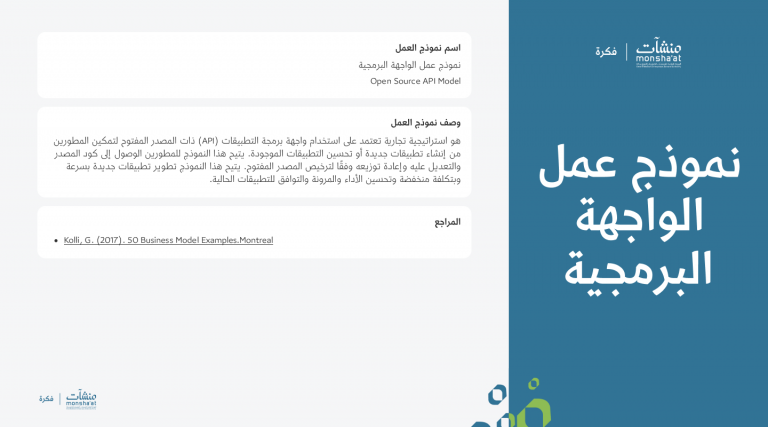 منشآت
monsha'at
فكرة
نموذج عمل
الواجهة
البرمجية
اسم نموذج العمل
نموذج عمل الواجهة البرمجية
Open Source API Model
وصف نموذج العمل
هو استراتيجية تجارية تعتمد على استخدام واجهة برمجة التطبيقات (API) ذات المصدر المفتوح لتمكين المطورين
من إنشاء تطبيقات جديدة أو تحسين التطبيقات الموجودة. يتيح هذا النموذج للمطورين الوصول إلى كود المصدر
والتعديل عليه وإعادة توزيعه وفقًا لترخيص المصدر المفتوح. يتيح هذا النموذج تطوير تطبيقات جديدة بسرعة
وبتكلفة منخفضة وتحسين الأداء والمرونة والتوافق للتطبيقات الحالية.
المراجع
• Kolli, G. (2017). 50 Business Model Examples.Montreal
منشآت
monsha'at
فكرة